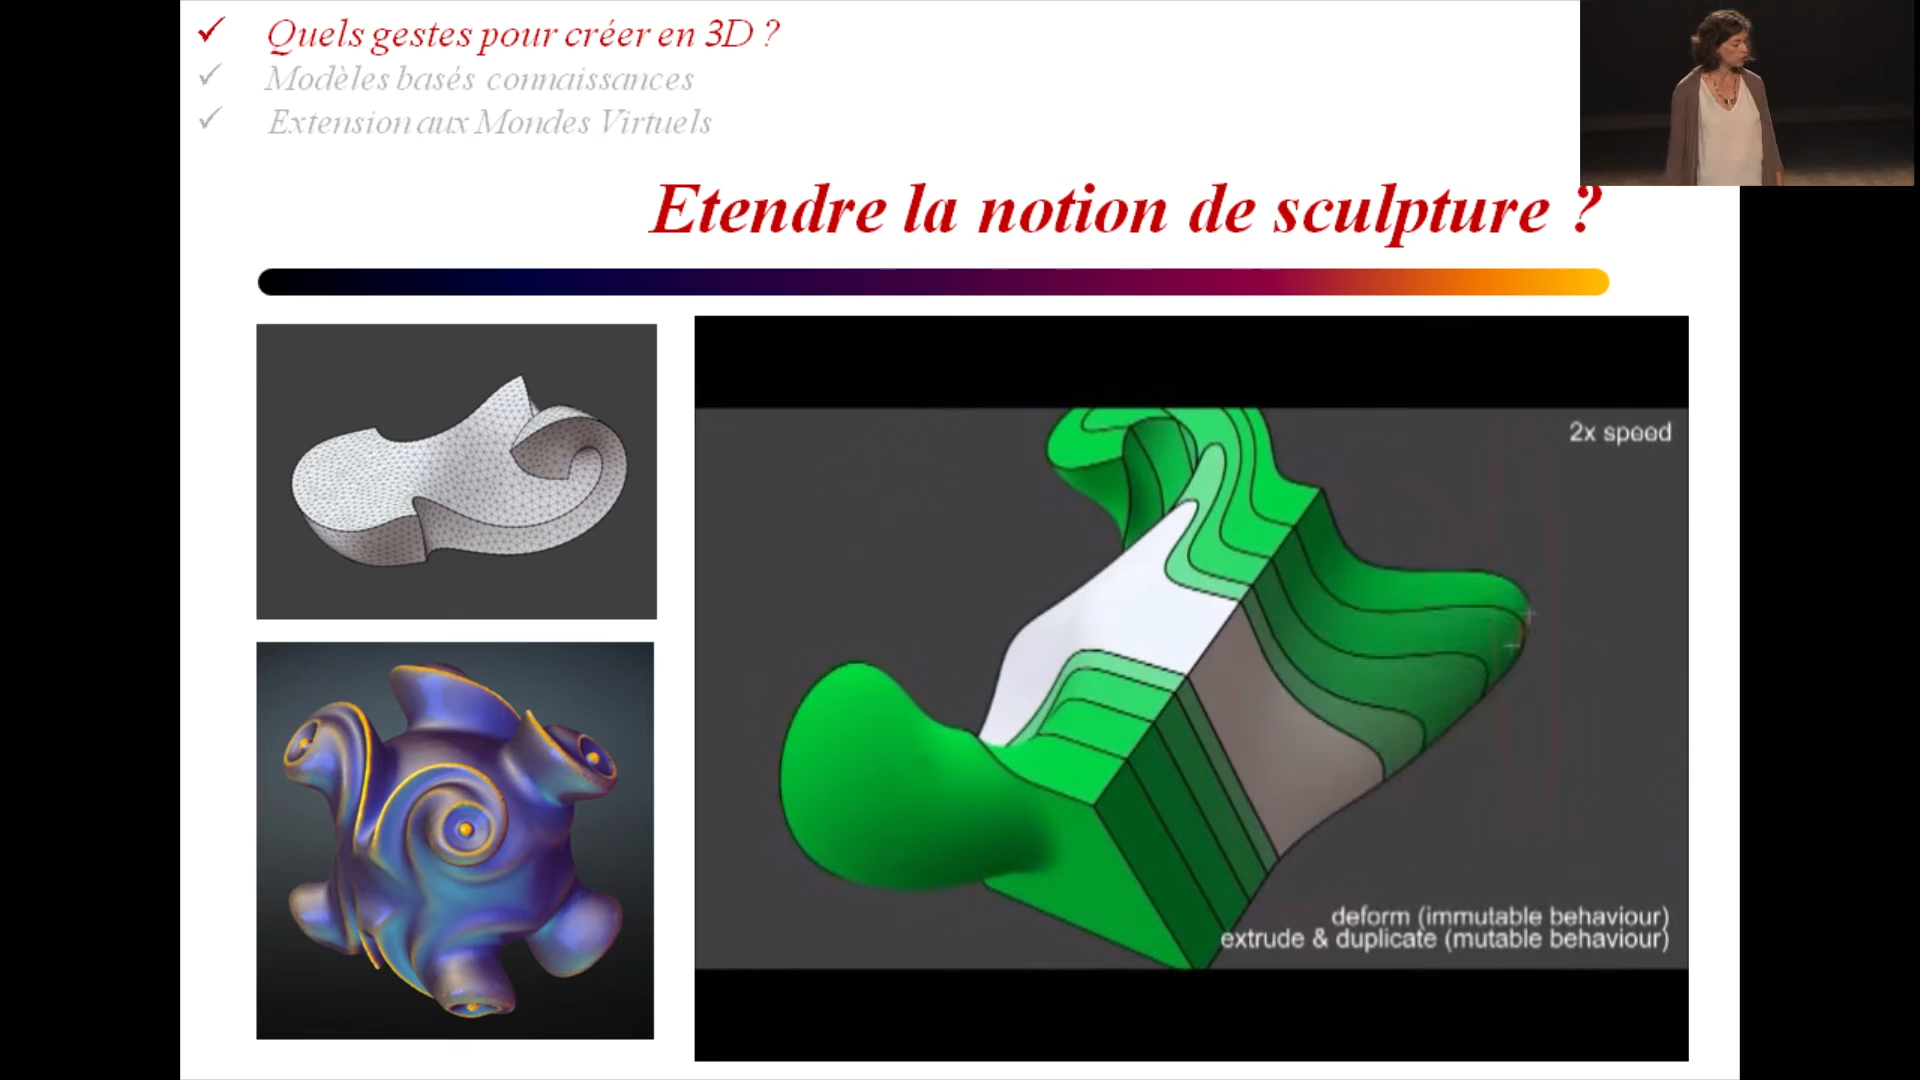 Quels gestes pour créer en 3D ?
Modèles basés connaissances
Extension aux Mondes Virtuels
Etendre la notion de sculpture ?
2x speed
deform (immutable behaviour)
extrude & duplicate (mutable behaviour)